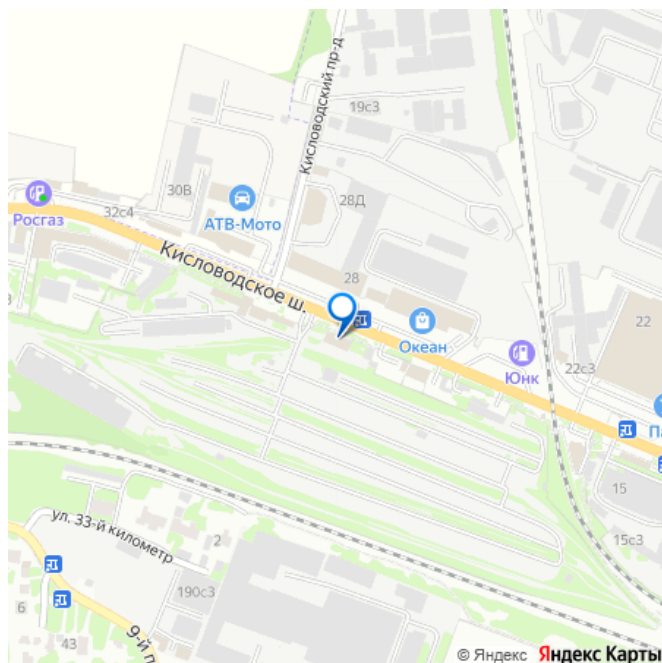 Кисловодский пр-д
19с3
30В
28Д
32с4
Росгаз
АТВ-Мото
Кисловодское ш.
28
Океан
22
Юнк
22с3
Па
15
15с3
ул. 33-й километр
2
190с3
6
43
9-й п
© Яндекс Яндекс Карты